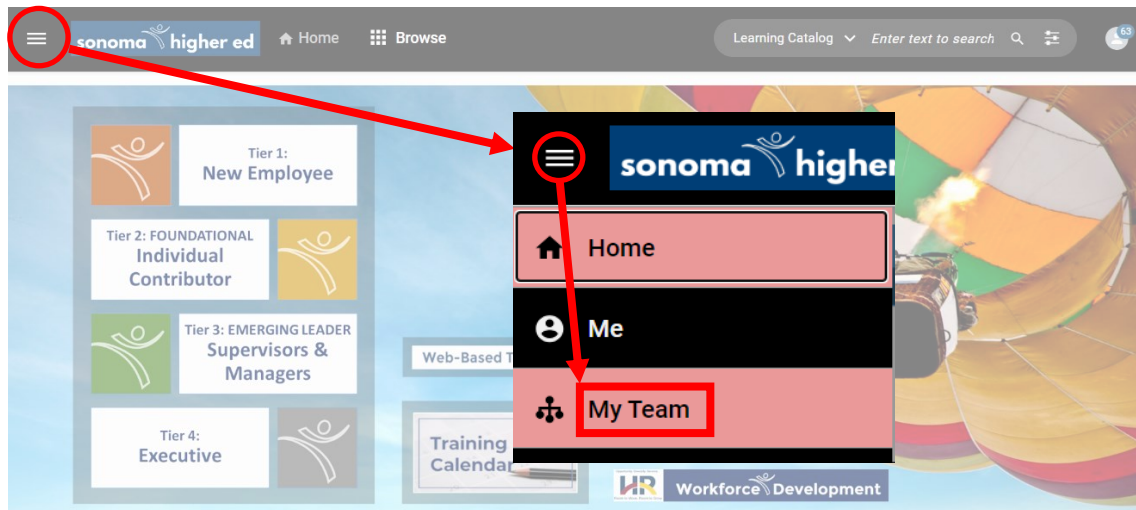 sonoma higher ed Home Browse Learning Catalog Enter text to search 63
Tier 1:
New Employee
Tier 2: FOUNDATIONAL
Individual
Contributor
Tier 3: EMERGING LEADER
Supervisors &
Managers
Tier 4:
Executive
Web-Based T
Training
Calendar
sonoma higher
Home
Me
My Team
HR Workforce Development